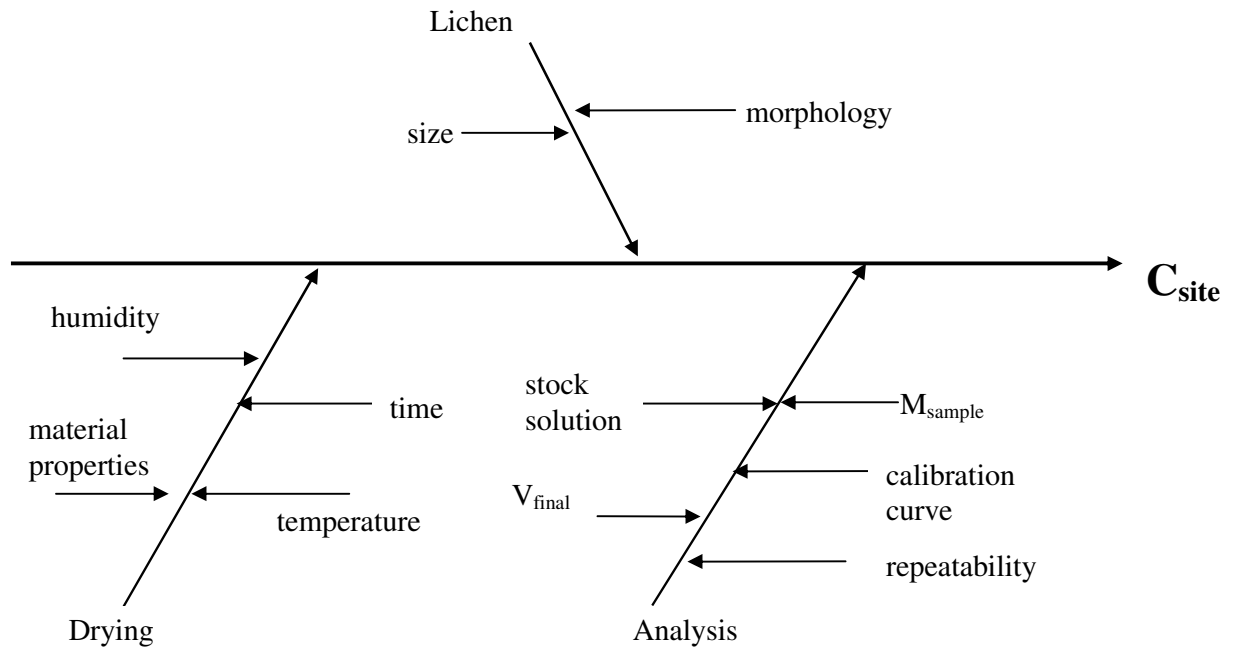 Lichen
morphology
size
C_site
humidity
time
material
properties
temperature
Drying
stock
solution
M_sample
calibration
curve
V_final
repeatability
Analysis